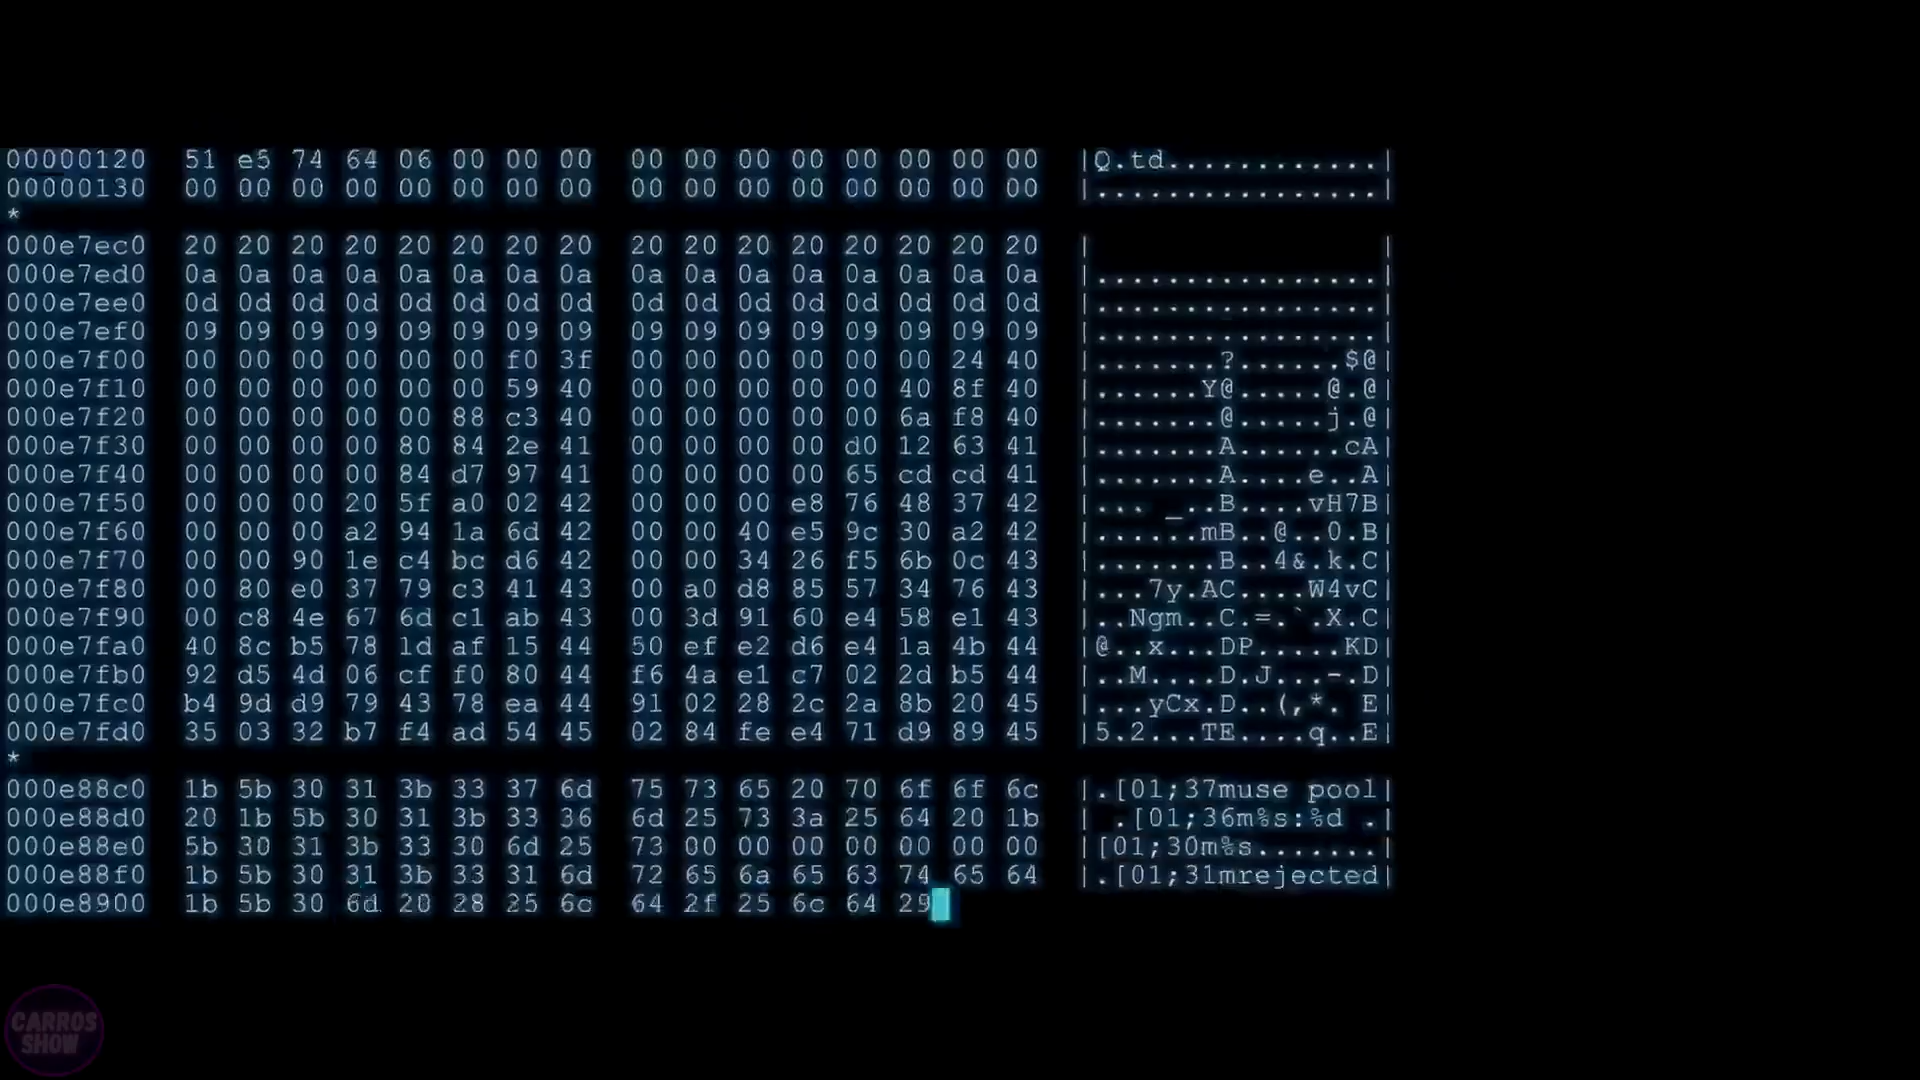 00000120  51 e5 74 64 06 00 00 00  00 00 00 00 00 00 00 00  |Q.td............|
00000130  00 00 00 00 00 00 00 00  00 00 00 00 00 00 00 00  |................|
*
000e7ec0  20 20 20 20 20 20 20 20  20 20 20 20 20 20 20 20  |                |
000e7ed0  0a 0a 0a 0a 0a 0a 0a 0a  0a 0a 0a 0a 0a 0a 0a 0a  |................|
000e7ee0  0d 0d 0d 0d 0d 0d 0d 0d  0d 0d 0d 0d 0d 0d 0d 0d  |................|
000e7ef0  09 09 09 09 09 09 09 09  09 09 09 09 09 09 09 09  |................|
000e7f00  00 00 00 00 00 00 f0 3f  00 00 00 00 00 00 24 40  |.......?......$@|
000e7f10  00 00 00 00 00 00 59 40  00 00 00 00 00 40 8f 40  |......Y@.....@.@|
000e7f20  00 00 00 00 00 88 c3 40  00 00 00 00 00 6a f8 40  |.......@.....j.@|
000e7f30  00 00 00 00 80 84 2e 41  00 00 00 00 d0 12 63 41  |.......A......cA|
000e7f40  00 00 00 00 84 d7 97 41  00 00 00 00 65 cd cd 41  |.......A....e..A|
000e7f50  00 00 00 20 5f a0 02 42  00 00 00 e8 76 48 37 42  |... _..B....vH7B|
000e7f60  00 00 00 a2 94 1a 6d 42  00 00 40 e5 9c 30 a2 42  |......mB..@..0.B|
000e7f70  00 00 90 1e c4 bc d6 42  00 00 34 26 f5 6b 0c 43  |.......B..4&.k.C|
000e7f80  00 80 e0 37 79 c3 41 43  00 a0 d8 85 57 34 76 43  |...7y.AC....W4vC|
000e7f90  00 c8 4e 67 6d c1 ab 43  00 3d 91 60 e4 58 e1 43  |..Ngm..C.=.`.X.C|
000e7fa0  40 8c b5 78 1d af 15 44  50 ef e2 d6 e4 1a 4b 44  |@..x...DP.....KD|
000e7fb0  92 d5 4d 06 cf f0 80 44  f6 4a e1 c7 02 2d b5 44  |..M....D.J...-.D|
000e7fc0  b4 9d d9 79 43 78 ea 44  91 02 28 2c 2a 8b 20 45  |...yCx.D..(,*. E|
000e7fd0  35 03 32 b7 f4 ad 54 45  02 84 fe e4 71 d9 89 45  |5.2...TE....q..E|
*
000e88c0  1b 5b 30 31 3b 33 37 6d  75 73 65 20 70 6f 6f 6c  |.[01;37muse pool|
000e88d0  20 1b 5b 30 31 3b 33 36  6d 25 73 3a 25 64 20 1b  | .[01;36m%s:%d .|
000e88e0  5b 30 31 3b 33 30 6d 25  73 00 00 00 00 00 00 00  |[01;30m%s.......|
000e88f0  1b 5b 30 31 3b 33 31 6d  72 65 6a 65 63 74 65 64  |.[01;31mrejected|
000e8900  1b 5b 30 6d 20 28 25 6c  64 2f 25 6c 64 29
CARROS
SHOW